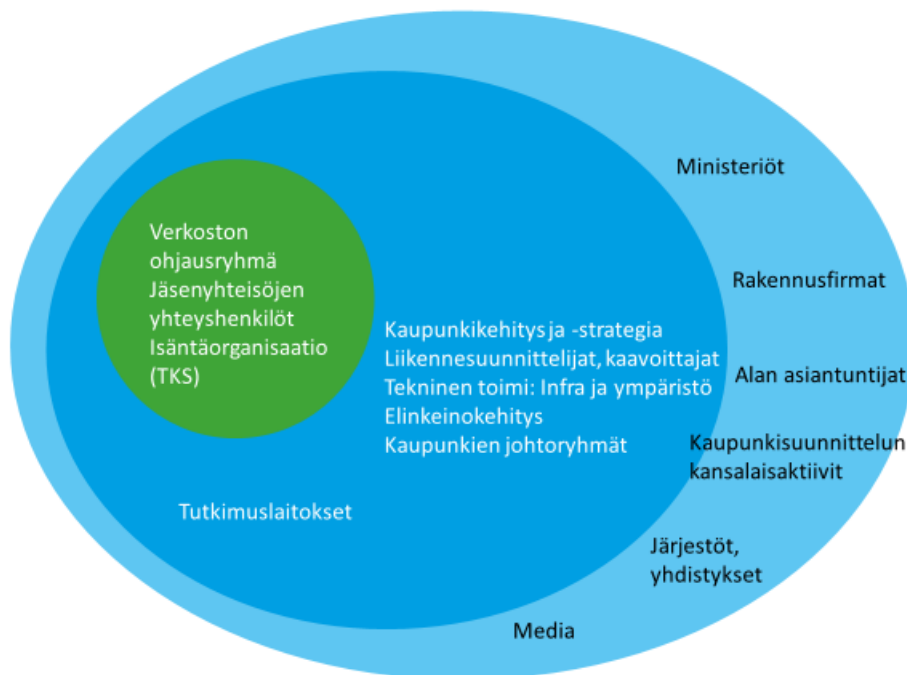 Verkoston
ohjausryhmä
Jäsenyhteisöjen
yhteyshenkilöt
Isäntäorganisaatio
(TKS)
Kaupunkikehitys ja -strategia
Liikennesuunnittelijat, kaavoittajat
Tekninen toimi: Infra ja ympäristö
Elinkeinokehitys
Kaupunkien johtoryhmät
Tutkimuslaitokset
Ministeriöt
Rakennusfirmat
Alan asiantuntijat
Kaupunkisuunnittelun
kansalaisaktiivit
Järjestöt,
yhdistykset
Media